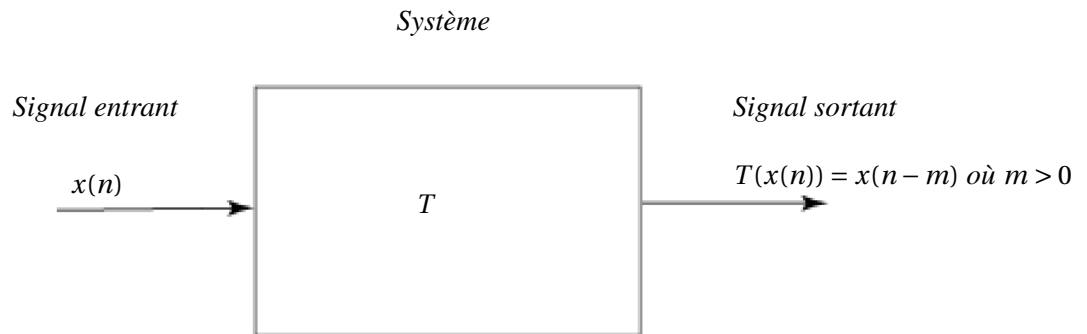 Système
Signal entrant
Signal sortant
x(n)
T
T(x(n)) = x(n − m) où m > 0